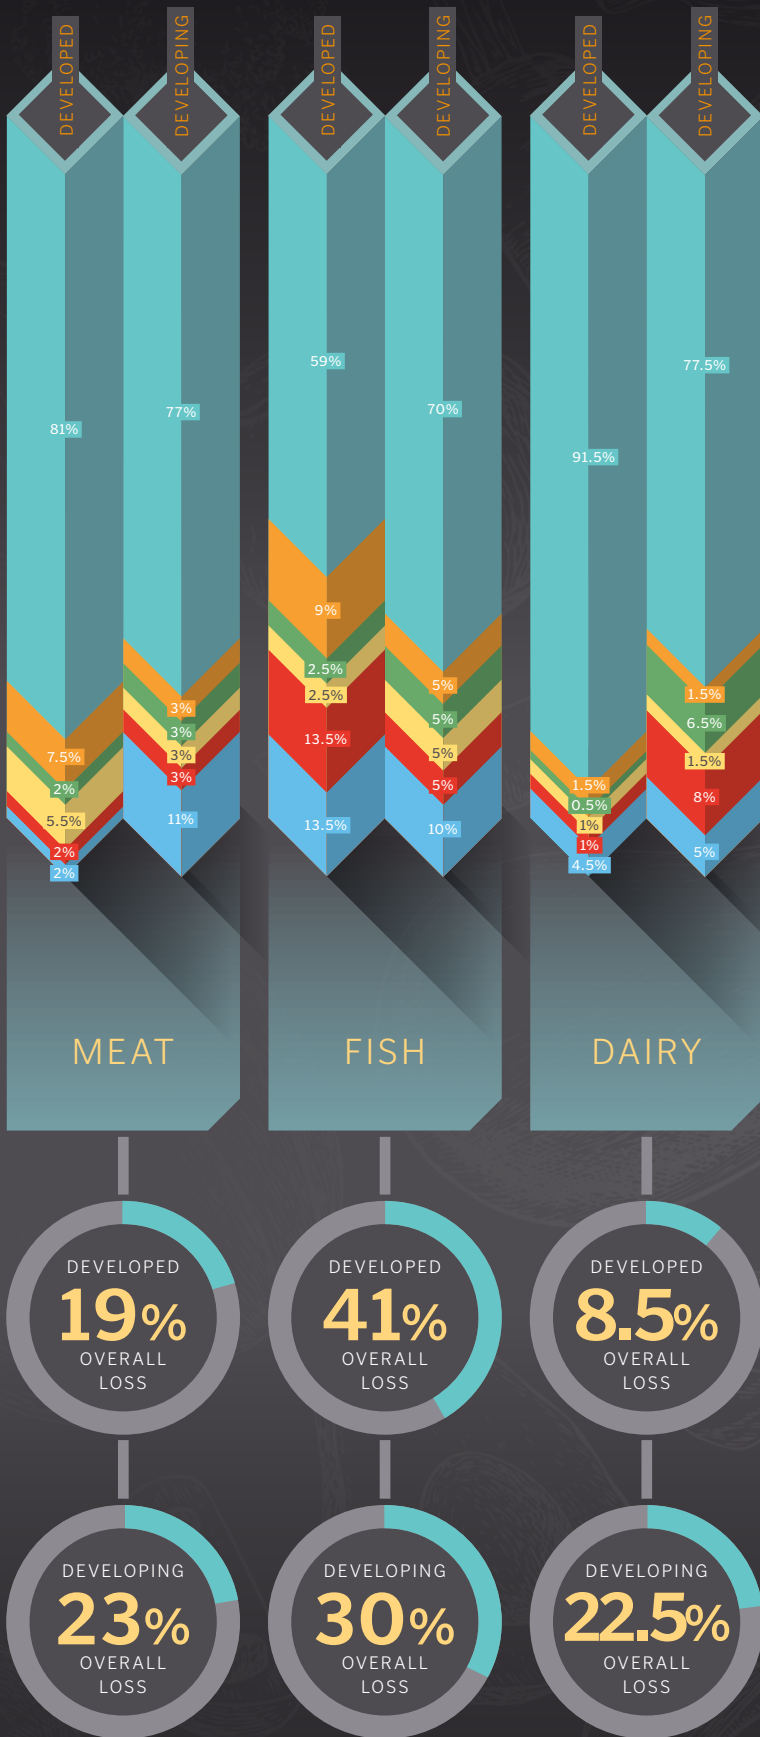 DEVELOPED
DEVELOPING
DEVELOPED
DEVELOPING
DEVELOPED
DEVELOPING
81%
7.5%
2%
5.5%
2%
2%
77%
3%
3%
3%
3%
11%
59%
9%
2.5%
2.5%
13.5%
13.5%
70%
5%
5%
5%
5%
10%
91.5%
1.5%
0.5%
1%
1%
4.5%
77.5%
1.5%
6.5%
1.5%
8%
5%
MEAT
FISH
DAIRY
DEVELOPED
19%
OVERALL
LOSS
DEVELOPED
41%
OVERALL
LOSS
DEVELOPED
8.5%
OVERALL
LOSS
DEVELOPING
23%
OVERALL
LOSS
DEVELOPING
30%
OVERALL
LOSS
DEVELOPING
22.5%
OVERALL
LOSS